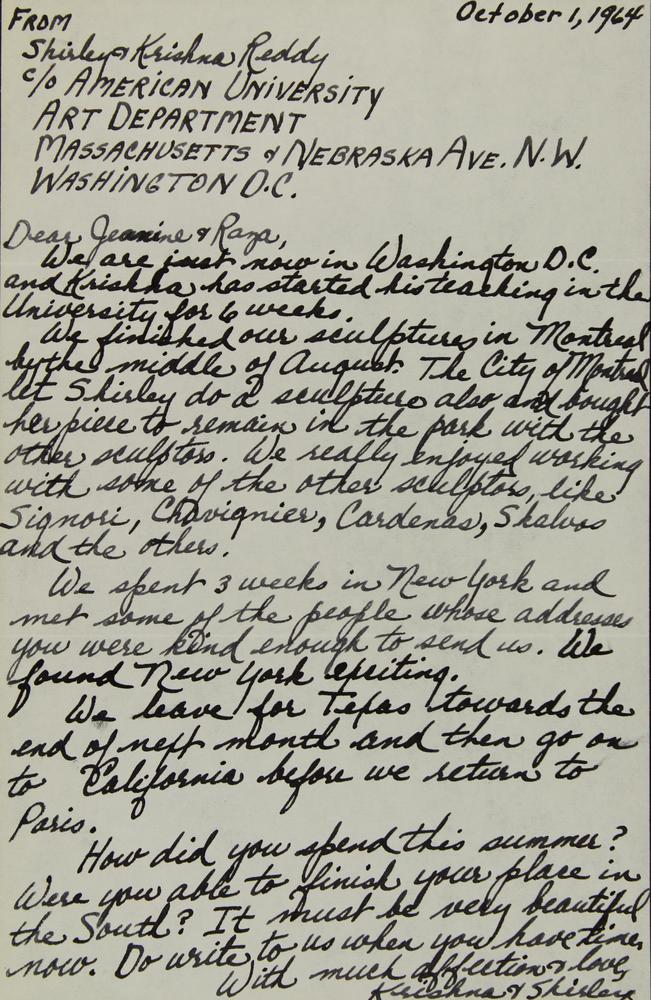 October 1, 1964
FROM
Shirley & Krishna Reddy
c/o AMERICAN UNIVERSITY
ART DEPARTMENT
MASSACHUSETTS & NEBRASKA AVE. N.W.
WASHINGTON D.C.
Dear Jeanine & Raza,
We are just now in Washington D.C.
and Krishna has started his teaching in the
University for 6 weeks.
We finished our sculptures in Montreal
by the middle of August. The City of Montreal
let Shirley do a sculpture also and bought
her piece to remain in the park with the
other sculptors. We really enjoyed working
with some of the other sculptors, like
Signori, Chavignier, Cardenas, Skalvos
and the others.
We spent 3 weeks in New York and
met some of the people whose addresses
you were kind enough to send us. We
found New York exciting.
We leave for Texas towards the
end of next month and then go on
to California before we return to
Paris.
How did you spend this summer?
Were you able to finish your place in
the South? It must be very beautiful
now. Do write to us when you have time,
With much affection & love,
Krishna & Shirley